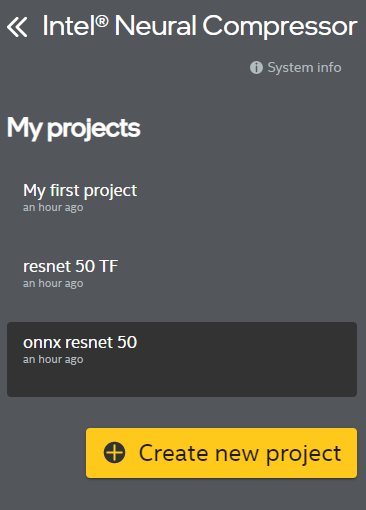 Intel® Neural Compressor
System info
My projects
My first project
an hour ago
resnet 50 TF
an hour ago
onnx resnet 50
an hour ago
Create new project